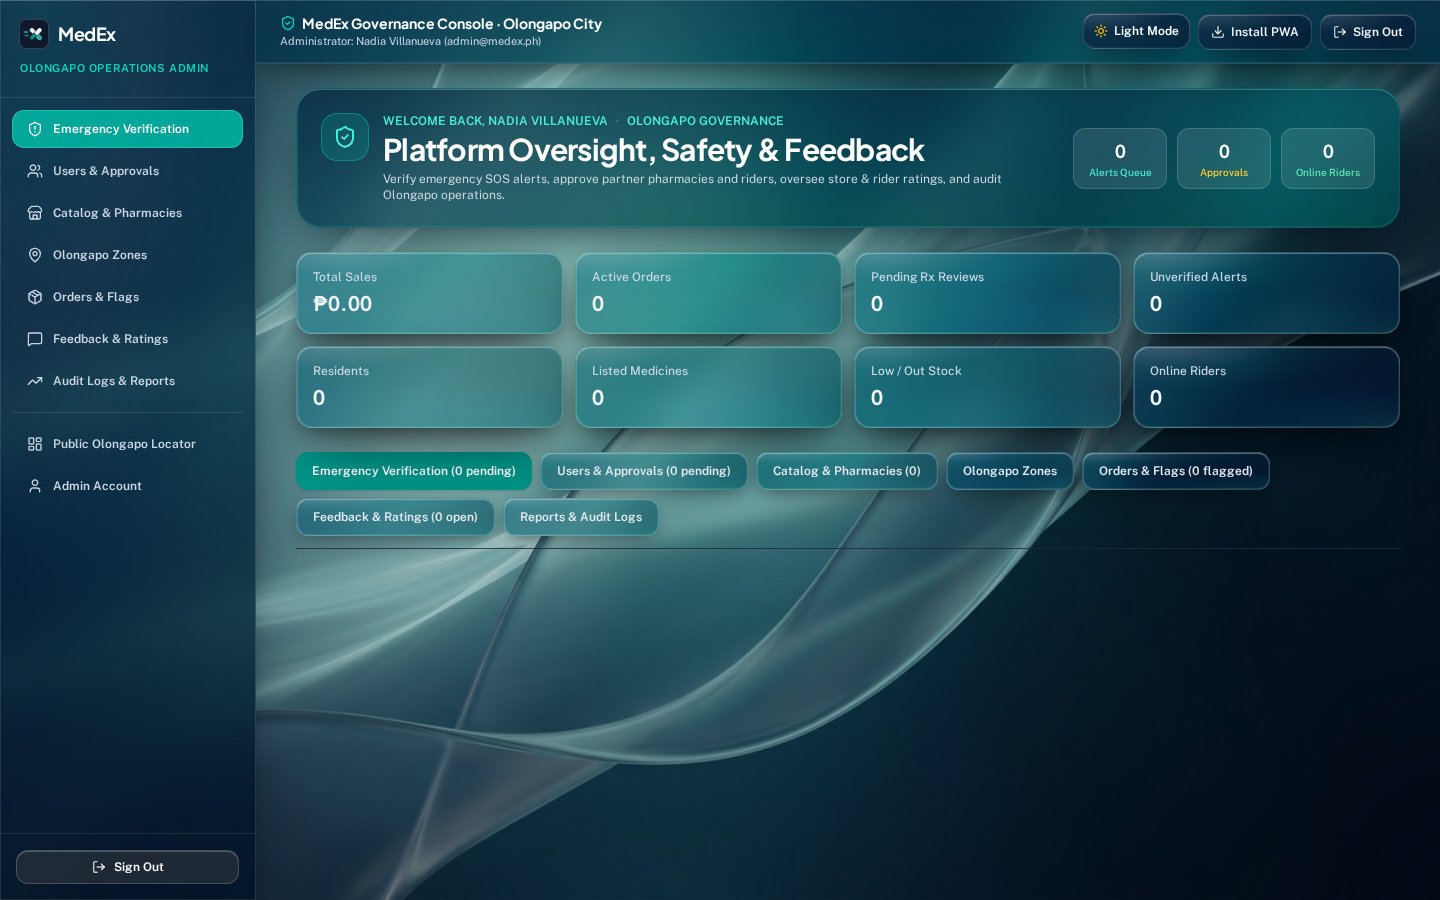 MedEx
OLONGAPO OPERATIONS ADMIN
Emergency Verification
Users & Approvals
Catalog & Pharmacies
Olongapo Zones
Orders & Flags
Feedback & Ratings
Audit Logs & Reports
Public Olongapo Locator
Admin Account
Sign Out
MedEx Governance Console · Olongapo City
Administrator: Nadia Villanueva (admin@medex.ph)
Light Mode
Install PWA
Sign Out
WELCOME BACK, NADIA VILLANUEVA · OLONGAPO GOVERNANCE
Platform Oversight, Safety & Feedback
Verify emergency SOS alerts, approve partner pharmacies and riders, oversee store & rider ratings, and audit
Olongapo operations.
0
Alerts Queue
0
Approvals
0
Online Riders
Total Sales
₱0.00
Active Orders
0
Pending Rx Reviews
0
Unverified Alerts
0
Residents
0
Listed Medicines
0
Low / Out Stock
0
Online Riders
0
Emergency Verification (0 pending)
Users & Approvals (0 pending)
Catalog & Pharmacies (0)
Olongapo Zones
Orders & Flags (0 flagged)
Feedback & Ratings (0 open)
Reports & Audit Logs